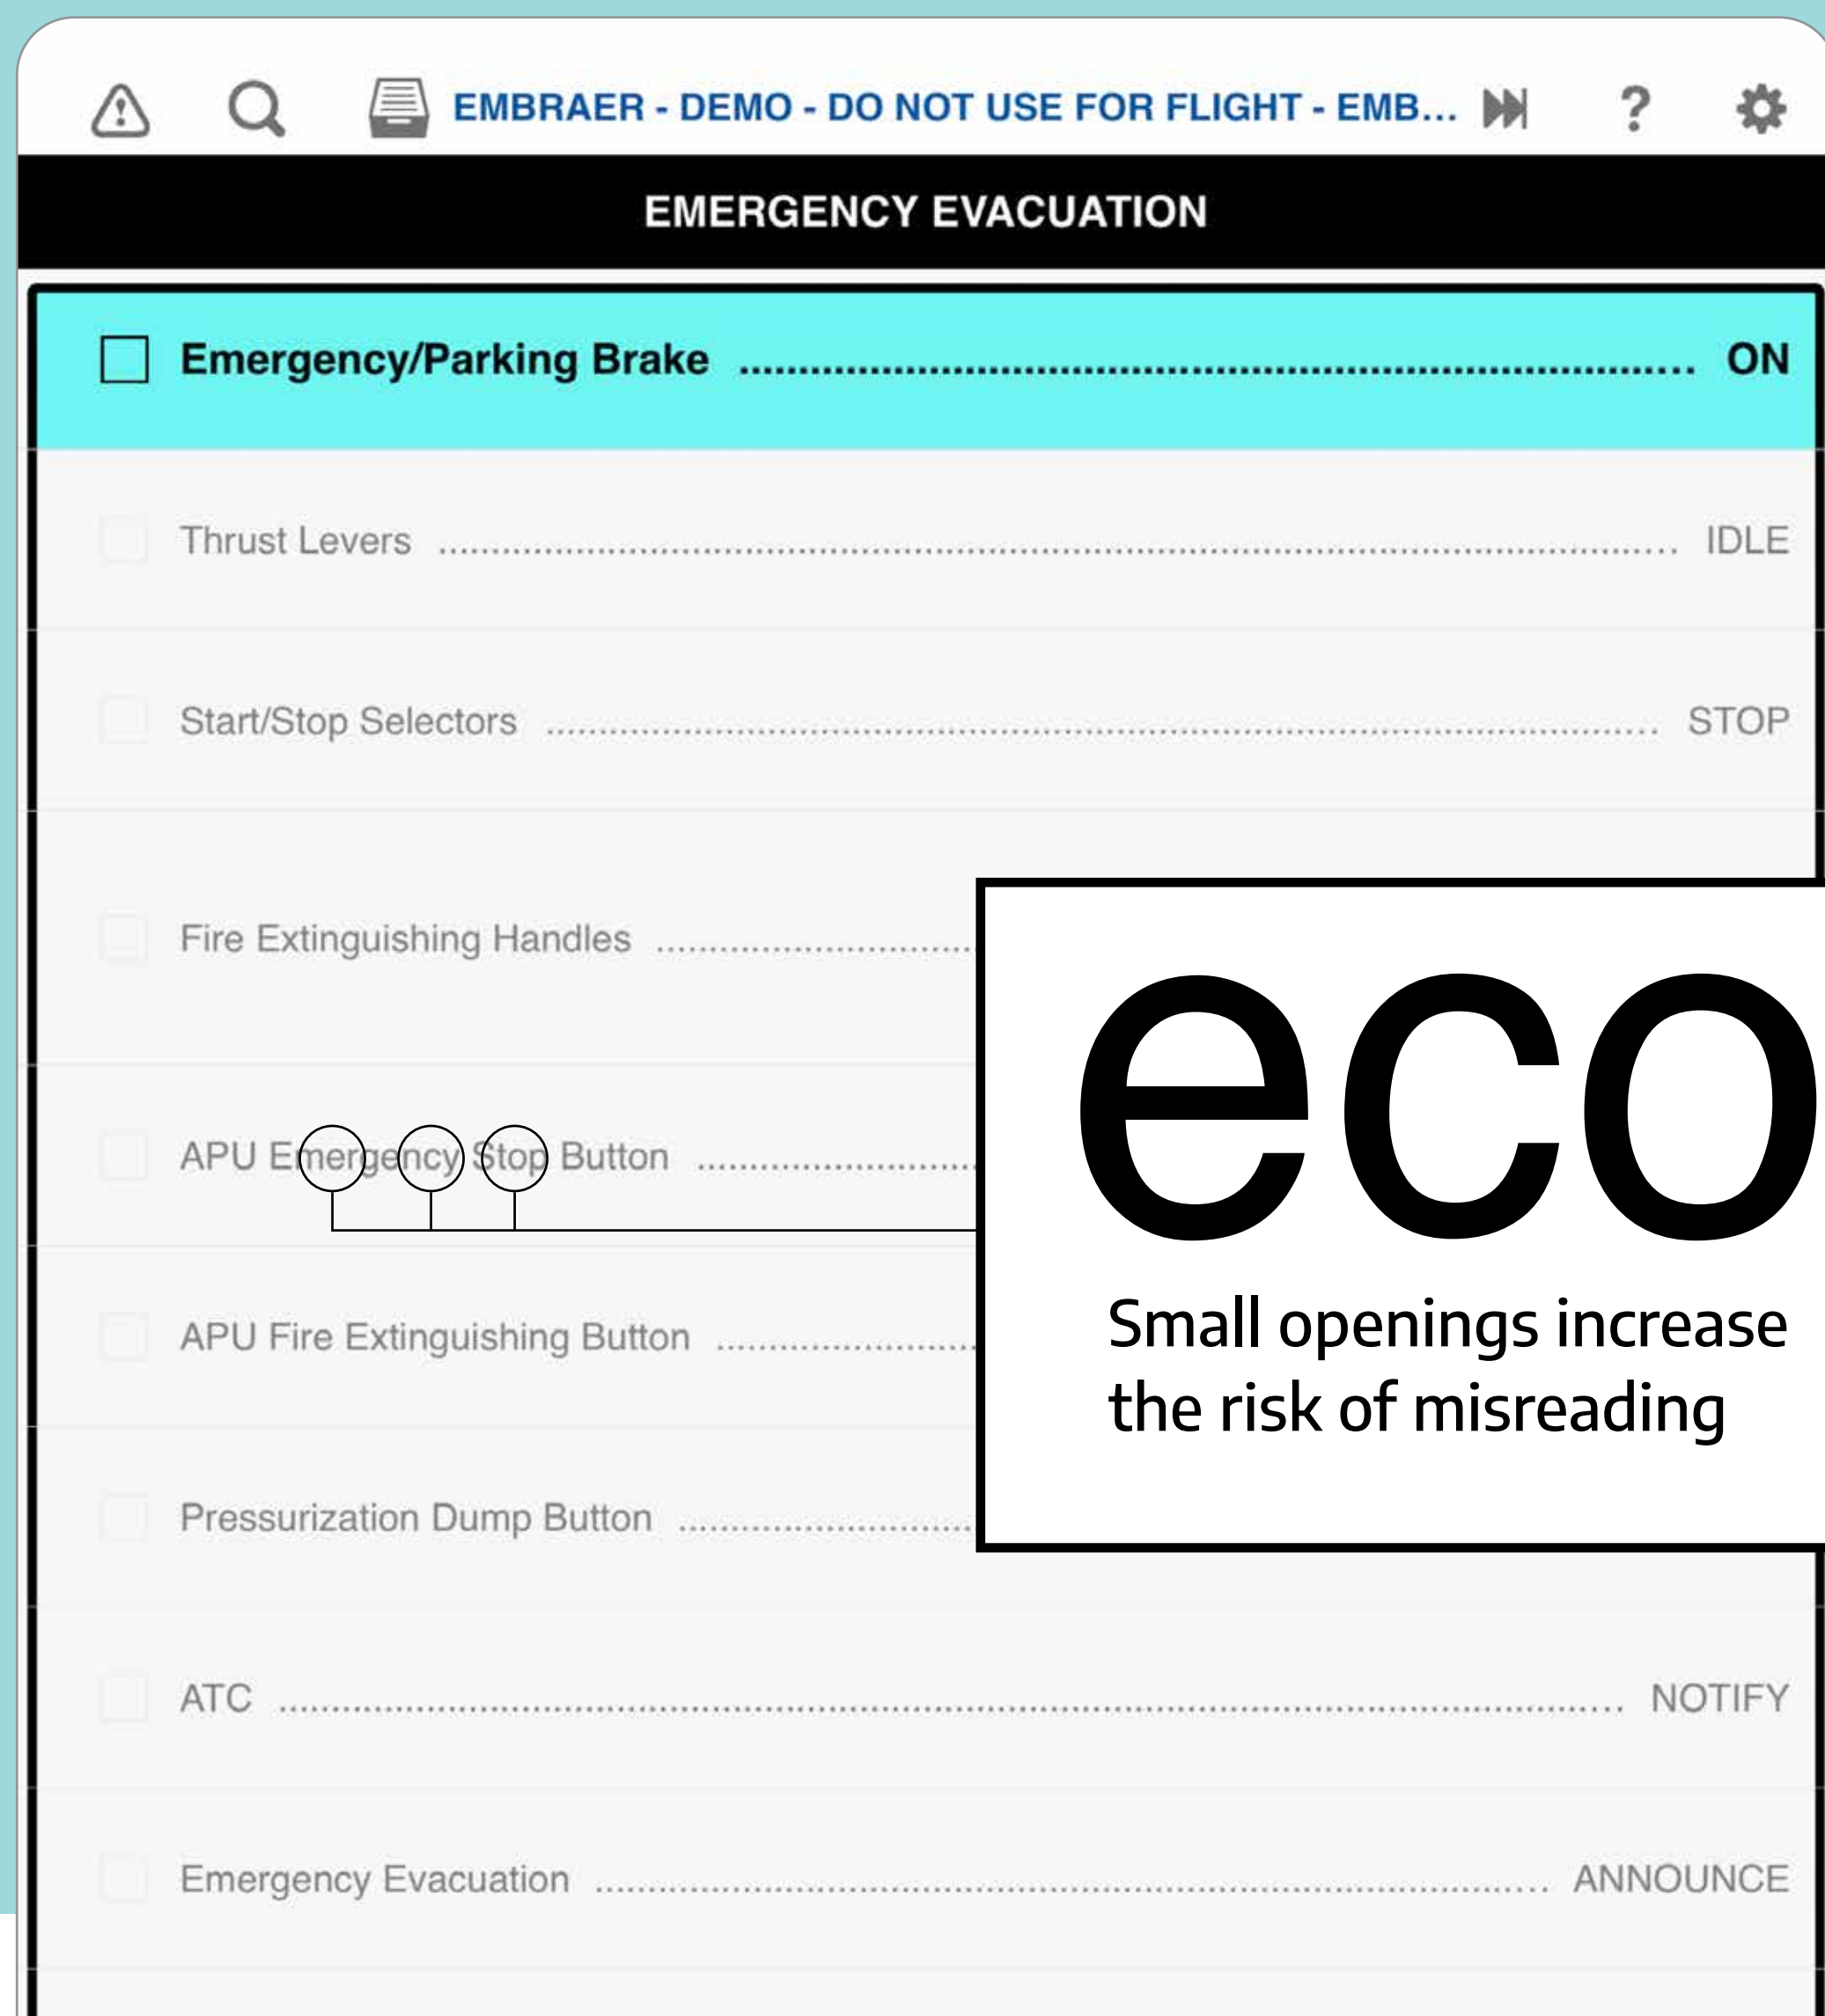 EMBRAER - DEMO - DO NOT USE FOR FLIGHT - EMB... ?
EMERGENCY EVACUATION
Emergency/Parking Brake ........................................ ON
Thrust Levers ........................................ IDLE
Start/Stop Selectors ........................................ STOP
Fire Extinguishing Handles ....................
APU Emergency Stop Button ....................
APU Fire Extinguishing Button ....................
Pressurization Dump Button ....................
eco
Small openings increase
the risk of misreading
ATC ........................................ NOTIFY
Emergency Evacuation ........................................ ANNOUNCE